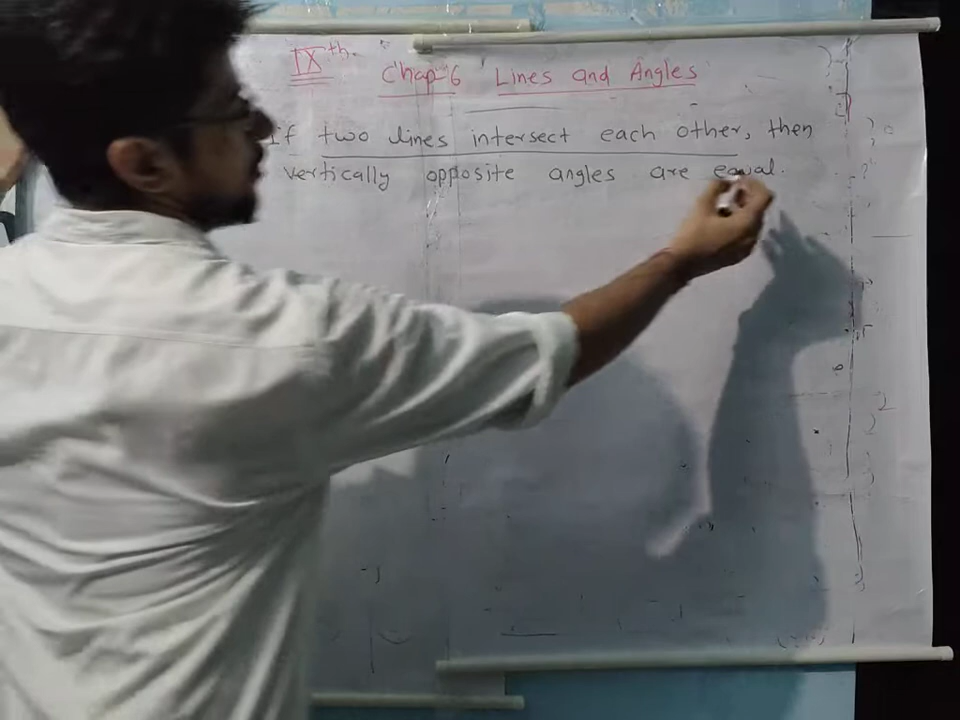 IXth.
Chap-6 Lines and Angles
If two lines intersect each other, then
vertically opposite angles are equal.